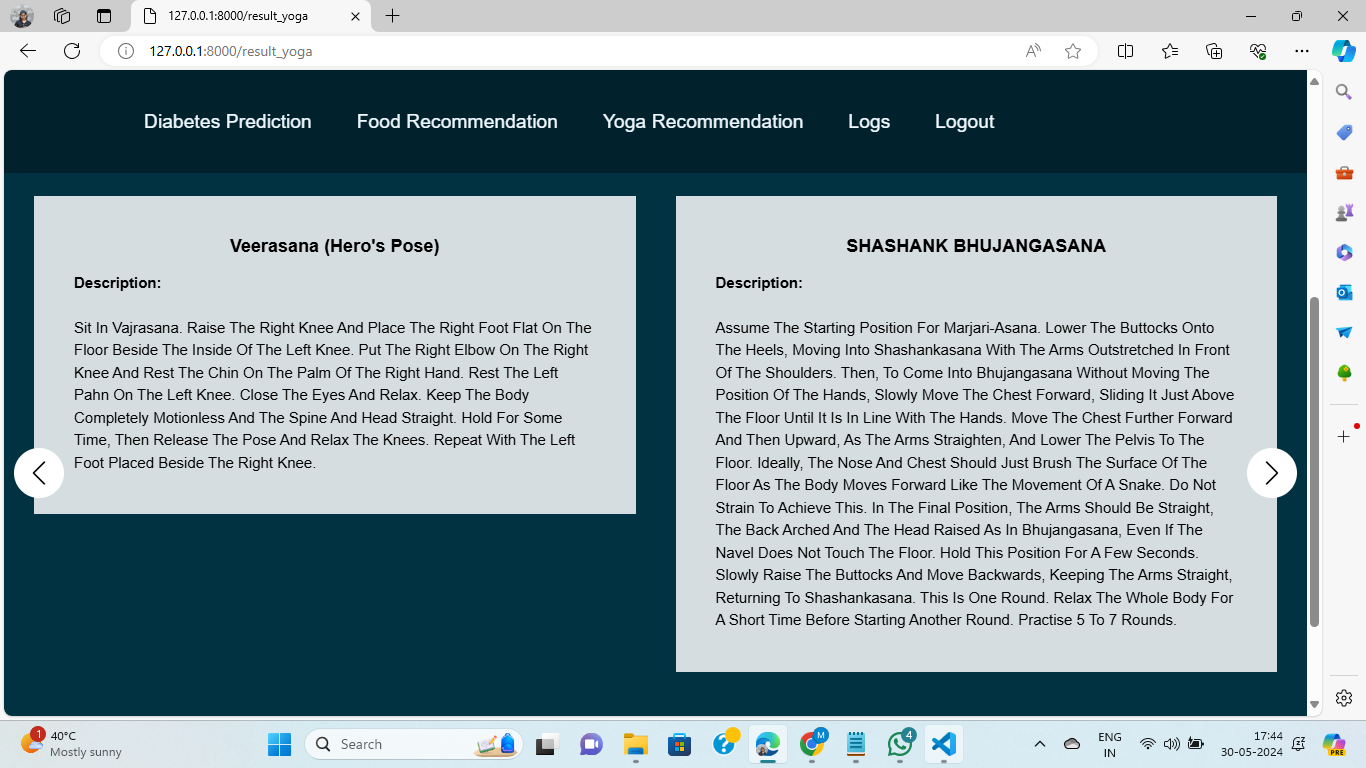 127.0.0.1:8000/result_yoga
127.0.0.1:8000/result_yoga
Diabetes Prediction Food Recommendation Yoga Recommendation Logs Logout
Veerasana (Hero's Pose)
Description:
Sit In Vajrasana. Raise The Right Knee And Place The Right Foot Flat On The
Floor Beside The Inside Of The Left Knee. Put The Right Elbow On The Right
Knee And Rest The Chin On The Palm Of The Right Hand. Rest The Left
Pahn On The Left Knee. Close The Eyes And Relax. Keep The Body
Completely Motionless And The Spine And Head Straight. Hold For Some
Time, Then Release The Pose And Relax The Knees. Repeat With The Left
Foot Placed Beside The Right Knee.
SHASHANK BHUJANGASANA
Description:
Assume The Starting Position For Marjari-Asana. Lower The Buttocks Onto
The Heels, Moving Into Shashankasana With The Arms Outstretched In Front
Of The Shoulders. Then, To Come Into Bhujangasana Without Moving The
Position Of The Hands, Slowly Move The Chest Forward, Sliding It Just Above
The Floor Until It Is In Line With The Hands. Move The Chest Further Forward
And Then Upward, As The Arms Straighten, And Lower The Pelvis To The
Floor. Ideally, The Nose And Chest Should Just Brush The Surface Of The
Floor As The Body Moves Forward Like The Movement Of A Snake. Do Not
Strain To Achieve This. In The Final Position, The Arms Should Be Straight,
The Back Arched And The Head Raised As In Bhujangasana, Even If The
Navel Does Not Touch The Floor. Hold This Position For A Few Seconds.
Slowly Raise The Buttocks And Move Backwards, Keeping The Arms Straight,
Returning To Shashankasana. This Is One Round. Relax The Whole Body For
A Short Time Before Starting Another Round. Practise 5 To 7 Rounds.
1
40°C
Mostly sunny
Search
M
4
ENG
IN
17:44
30-05-2024
PRE